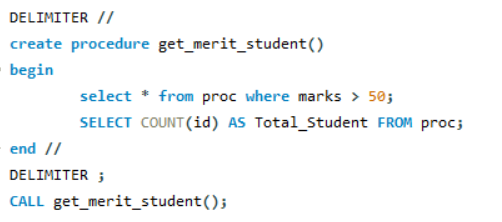 DELIMITER //
create procedure get_merit_student()
begin
select * from proc where marks > 50;
SELECT COUNT(id) AS Total_Student FROM proc;
end //
DELIMITER ;
CALL get_merit_student();